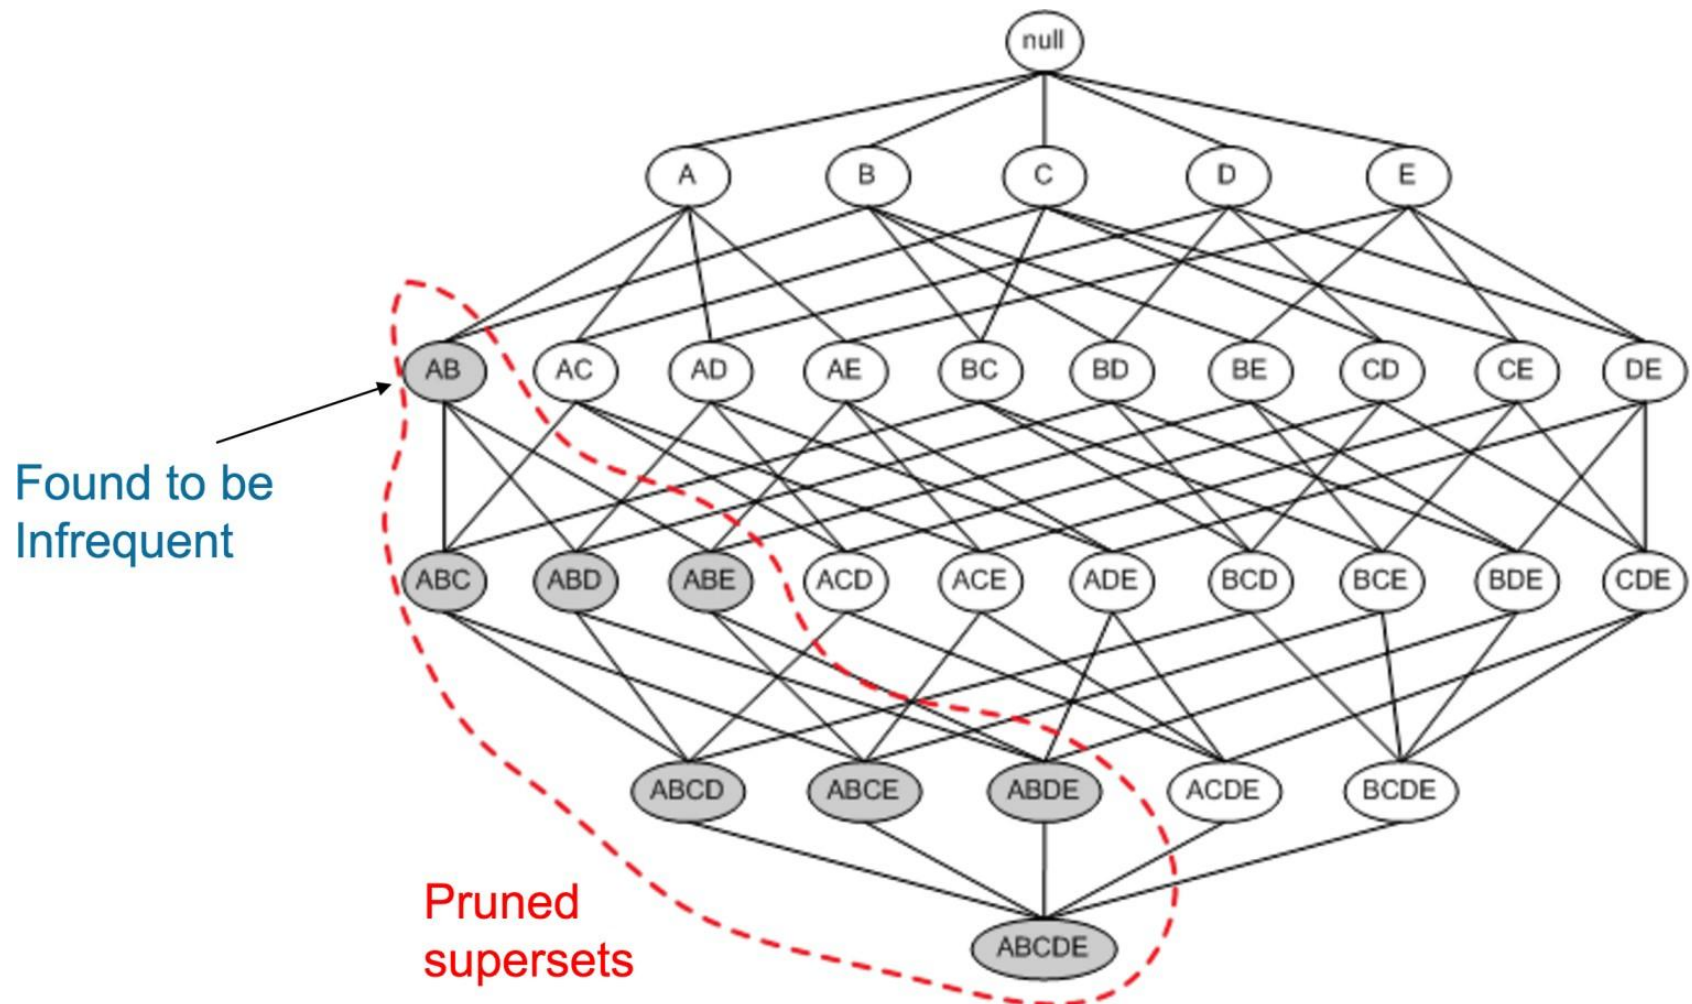 null
A
B
C
D
E
AB
AC
AD
AE
BC
BD
BE
CD
CE
DE
Found to be
Infrequent
ABC
ABD
ABE
ACD
ACE
ADE
BCD
BCE
BDE
CDE
ABCD
ABCE
ABDE
ACDE
BCDE
Pruned
supersets
ABCDE